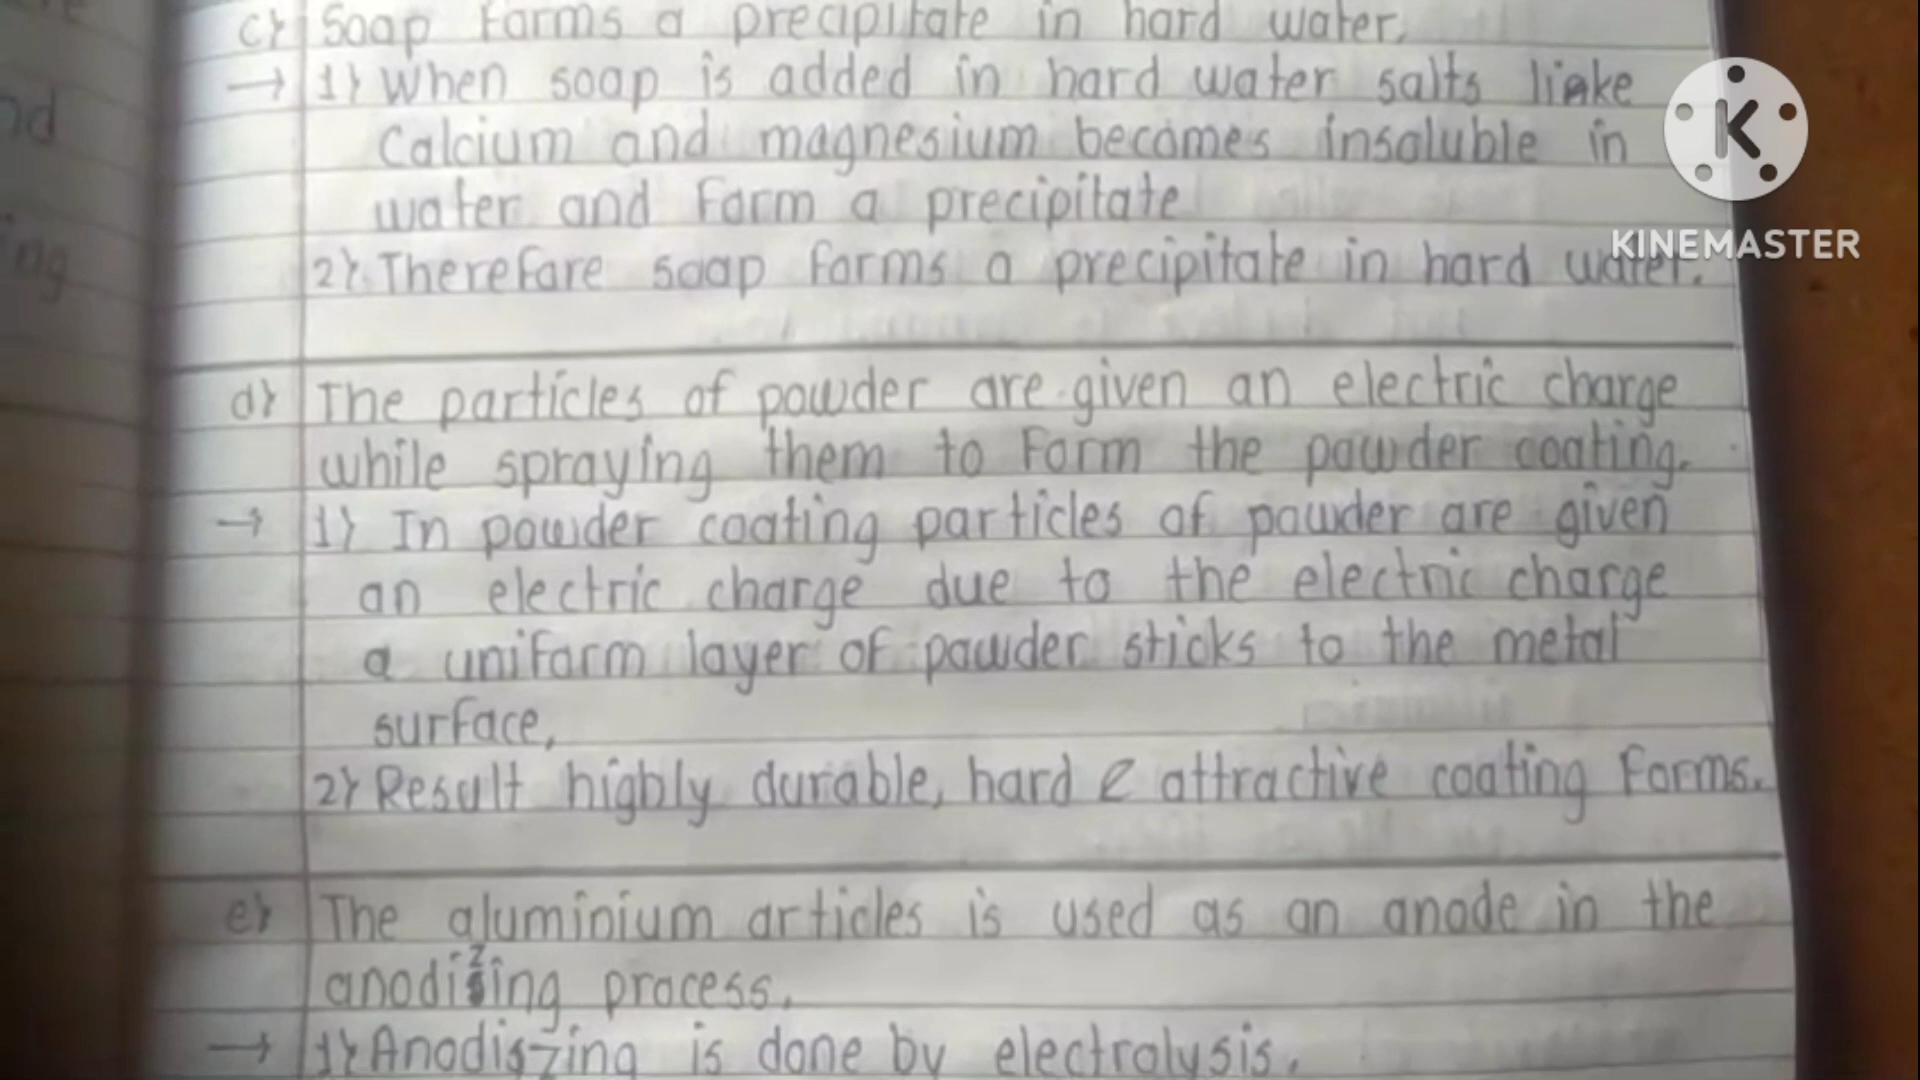 c) Soap forms a precipitate in hard water.
→ 1) When soap is added in hard water salts like
Calcium and magnesium becomes insoluble in
water and form a precipitate
2) Therefore soap forms a precipitate in hard water.
d) The particles of powder are given an electric charge
while spraying them to form the powder coating.
→ 1) In powder coating particles of powder are given
an electric charge due to the electric charge
a uniform layer of powder sticks to the metal
surface,
2) Result highly durable, hard & attractive coating forms.
e) The aluminium articles is used as an anode in the
anodizing process.
→ 1) Anodizing is done by electrolysis.
nd
ing
K
KINEMASTER